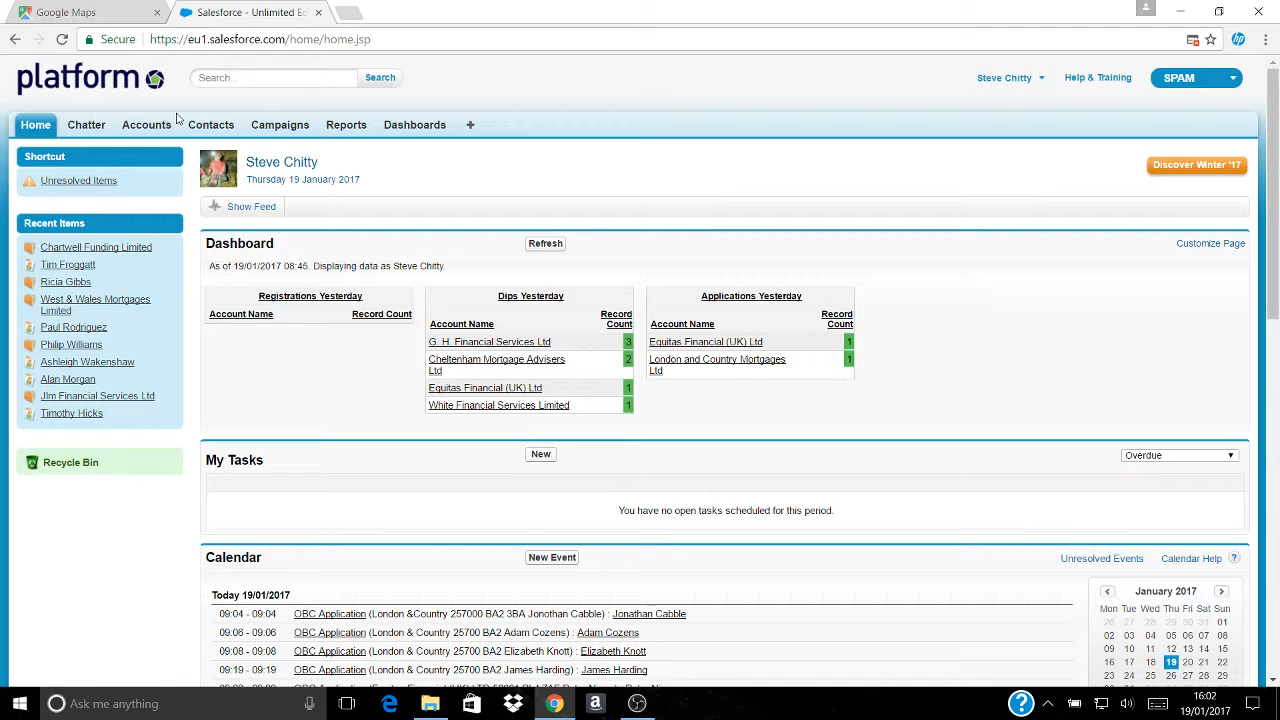 Google Maps
Salesforce - Unlimited Ed
Secure
https://eu1.salesforce.com/home/home.jsp
platform
Search...
Search
Steve Chitty
Help & Training
SPAM
Home
Chatter
Accounts
Contacts
Campaigns
Reports
Dashboards
Shortcut
Unresolved Items
Recent Items
Chartwell Funding Limited
Tim Froggatt
Ricia Gibbs
West & Wales Mortgages
Limited
Paul Rodriguez
Philip Williams
Ashleigh Wakenshaw
Alan Morgan
Jlm Financial Services Ltd
Timothy Hicks
Recycle Bin
Steve Chitty
Thursday 19 January 2017
Discover Winter '17
Show Feed
Dashboard
Refresh
Customize Page
As of 19/01/2017 08:45. Displaying data as Steve Chitty.
Registrations Yesterday
Account Name Record Count
Dips Yesterday
Account Name Record
Count
G. H. Financial Services Ltd 3
Cheltenham Mortgage Advisers 2
Ltd
Equitas Financial (UK) Ltd 1
White Financial Services Limited 1
Applications Yesterday
Account Name Record
Count
Equitas Financial (UK) Ltd 1
London and Country Mortgages 1
Ltd
My Tasks
New
Overdue
You have no open tasks scheduled for this period.
Calendar
New Event
Unresolved Events
Calendar Help ?
Today 19/01/2017
09:04 - 09:04 OBC Application (London &Country 257000 BA2 3BA Jonothan Cabble) : Jonathan Cabble
09:06 - 09:06 OBC Application (London & Country 25700 BA2 Adam Cozens) : Adam Cozens
09:08 - 09:08 OBC Application (London & Country 25700 BA2 Elizabeth Knott) : Elizabeth Knott
09:19 - 09:19 OBC Application (London & Country 25700 BA2 James Harding) : James Harding
January 2017
Mon Tue Wed Thu Fri Sat Sun
26 27 28 29 30 31 01
02 03 04 05 06 07 08
09 10 11 12 13 14 15
16 17 18 19 20 21 22
23 24 25 26 27 28 29
Ask me anything
16:02
19/01/2017